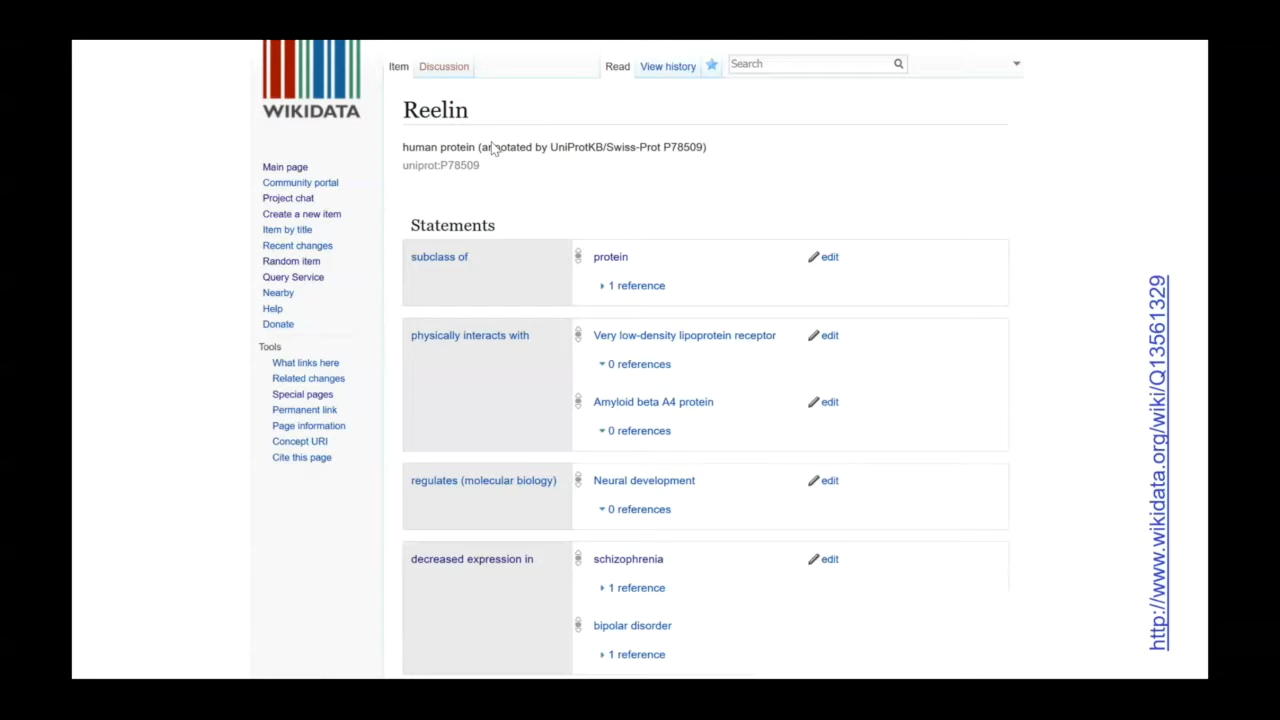 WIKIDATA
Item Discussion Read View history Search
Reelin
human protein (annotated by UniProtKB/Swiss-Prot P78509)
uniprot:P78509
Main page
Community portal
Project chat
Create a new item
Item by title
Recent changes
Random item
Query Service
Nearby
Help
Donate
Tools
What links here
Related changes
Special pages
Permanent link
Page information
Concept URI
Cite this page
Statements
subclass of protein edit
1 reference
physically interacts with Very low-density lipoprotein receptor edit
0 references
Amyloid beta A4 protein edit
0 references
regulates (molecular biology) Neural development edit
0 references
decreased expression in schizophrenia edit
1 reference
bipolar disorder
1 reference
http://www.wikidata.org/wiki/Q13561329